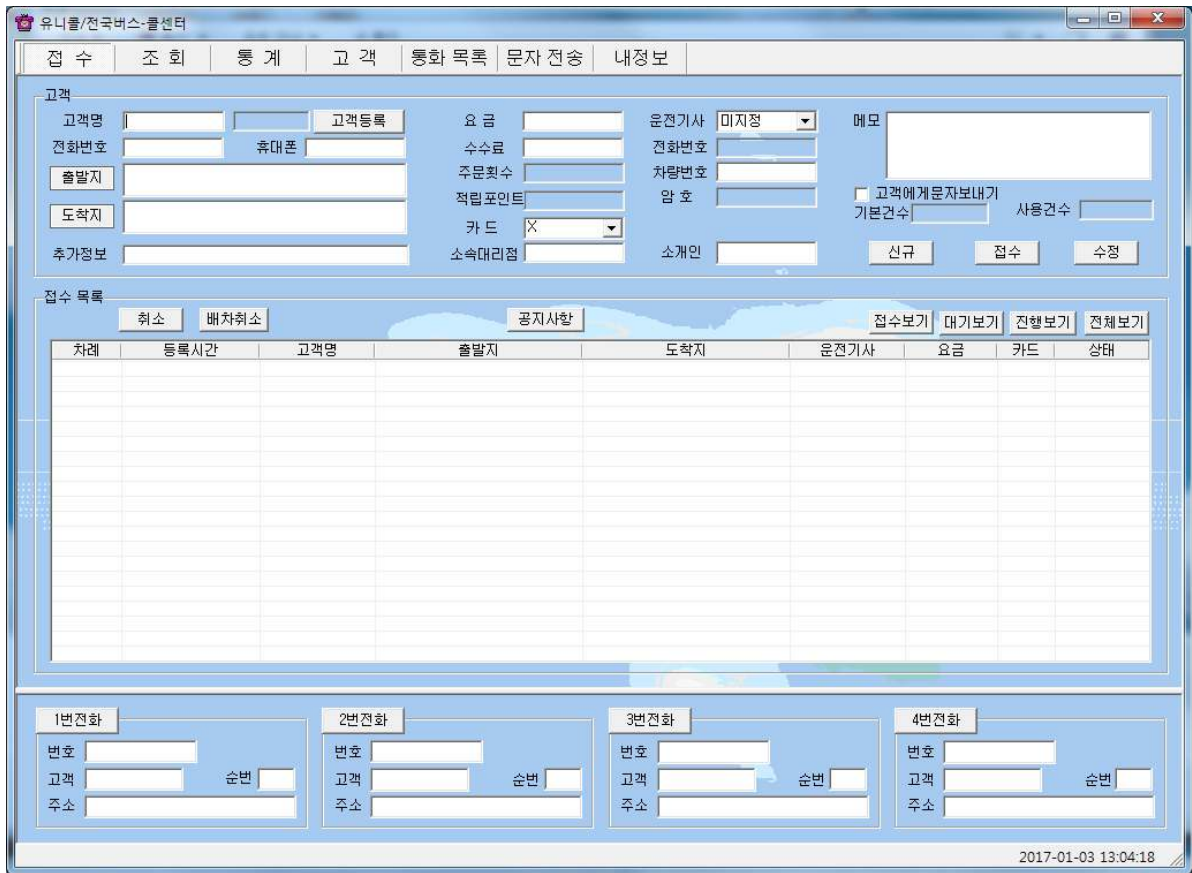 유니콜/전국버스-콜센터
접 수 조 회 통 계 고 객 통화 목록 문자 전송 내정보
고객
고객명 고객등록 요 금 운전기사 미지정 메모
전화번호 휴대폰 수수료 전화번호
출발지 주문횟수 차량번호
적립포인트 암 호 고객에게문자보내기
도착지 기본건수 사용건수
카 드 X
추가정보 소속대리점 소개인 신규 접수 수정
접수 목록
취소 배차취소 공지사항 접수보기 대기보기 진행보기 전체보기
차례 등록시간 고객명 출발지 도착지 운전기사 요금 카드 상태
1번전화 2번전화 3번전화 4번전화
번호 번호 번호 번호
고객 순번 고객 순번 고객 순번 고객 순번
주소 주소 주소 주소
2017-01-03 13:04:18